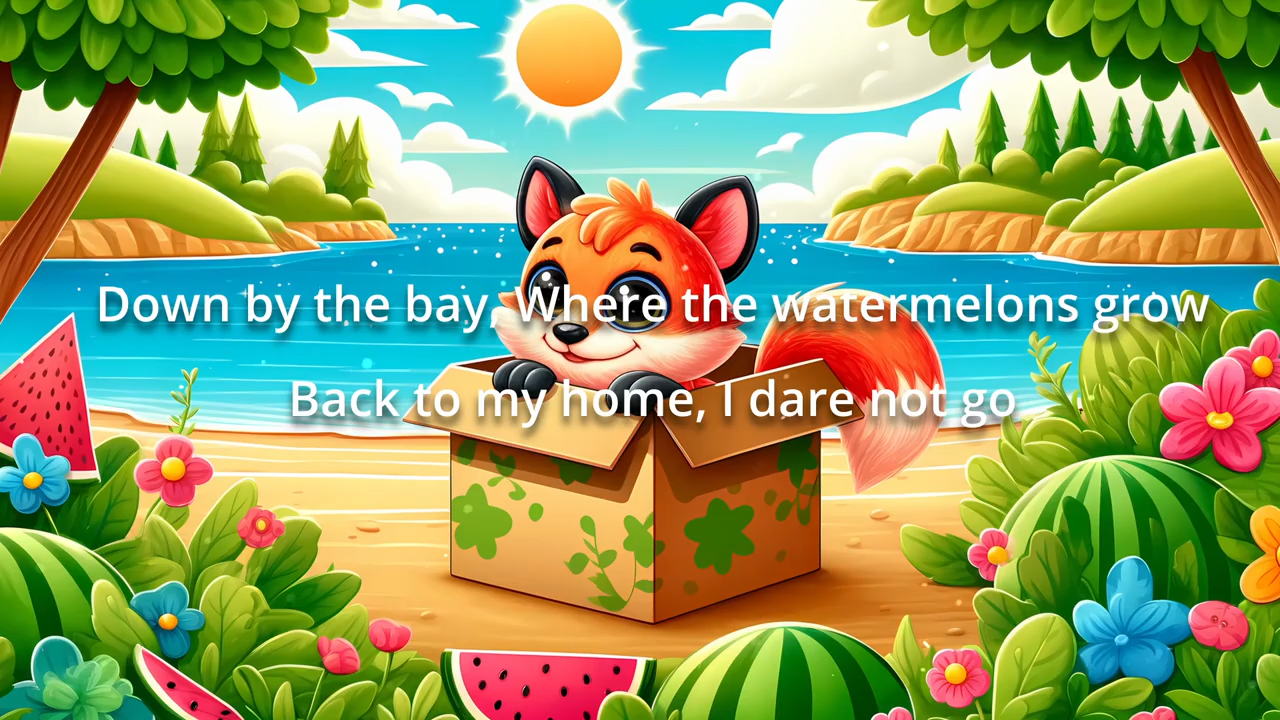 Down by the bay, Where the watermelons grow
Back to my home, I dare not go